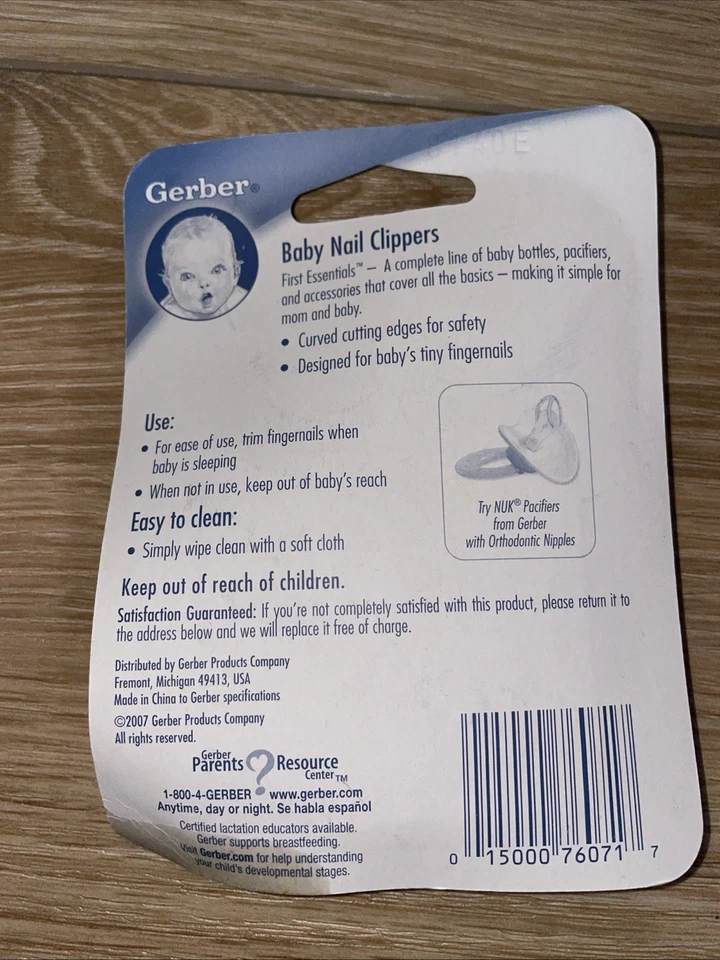 Gerber®
Baby Nail Clippers
First Essentials™ — A complete line of baby bottles, pacifiers,
and accessories that cover all the basics — making it simple for
mom and baby.
• Curved cutting edges for safety
• Designed for baby's tiny fingernails
Use:
• For ease of use, trim fingernails when
baby is sleeping
• When not in use, keep out of baby's reach
Easy to clean:
• Simply wipe clean with a soft cloth
Try NUK® Pacifiers
from Gerber
with Orthodontic Nipples
Keep out of reach of children.
Satisfaction Guaranteed: If you're not completely satisfied with this product, please return it to
the address below and we will replace it free of charge.
Distributed by Gerber Products Company
Fremont, Michigan 49413, USA
Made in China to Gerber specifications
©2007 Gerber Products Company
All rights reserved.
Gerber
Parents Resource
Center™
1-800-4-GERBER www.gerber.com
Anytime, day or night. Se habla español
Certified lactation educators available.
Gerber supports breastfeeding.
Visit Gerber.com for help understanding
your child's developmental stages.
0 15000 76071 7